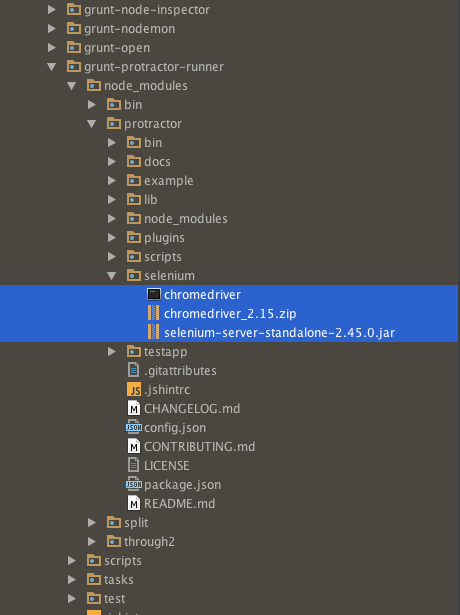 grunt-node-inspector
grunt-nodemon
grunt-open
grunt-protractor-runner
node_modules
bin
protractor
bin
docs
example
lib
node_modules
plugins
scripts
selenium
chromedriver
chromedriver_2.15.zip
selenium-server-standalone-2.45.0.jar
testapp
.gitattributes
JS .jshintrc
M CHANGELOG.md
JSON config.json
M CONTRIBUTING.md
LICENSE
JSON package.json
M README.md
split
through2
scripts
tasks
test